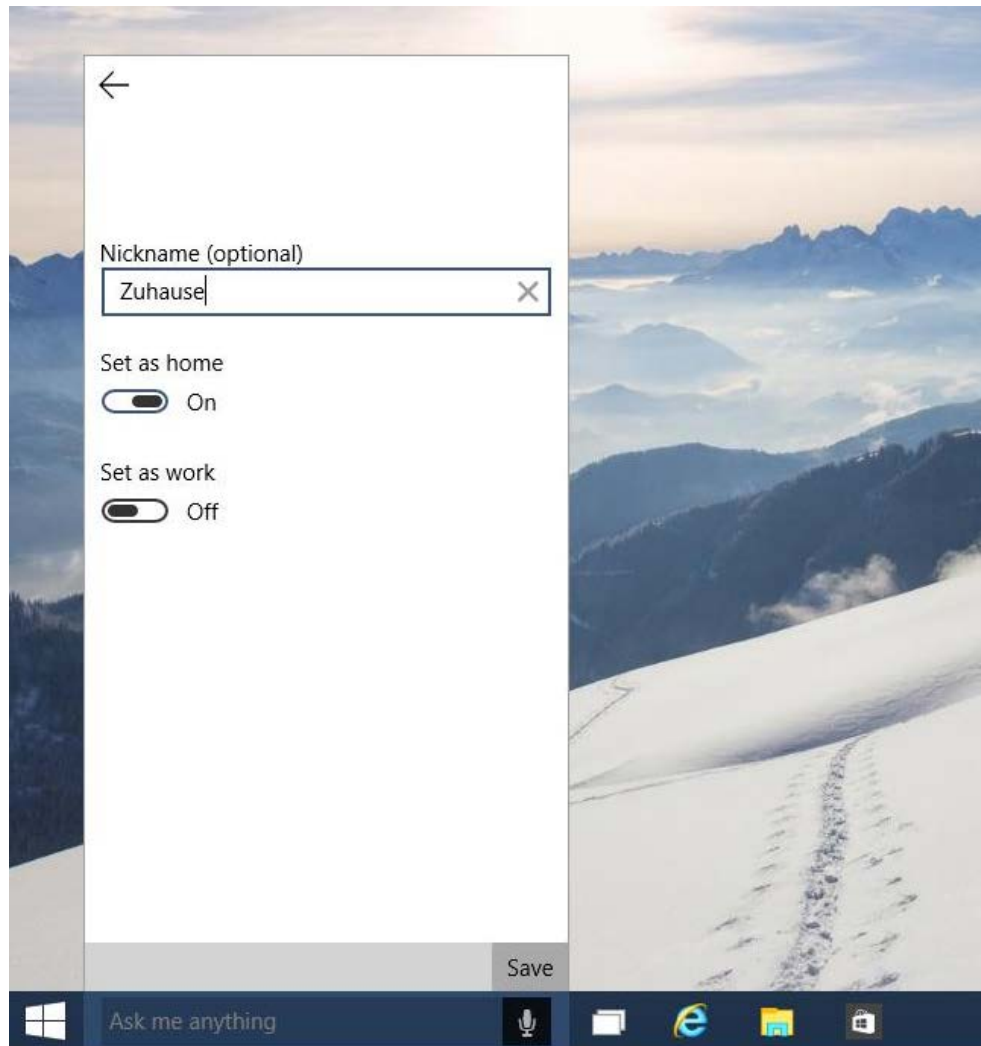 Nickname (optional)
Zuhause
Set as home
On
Set as work
Off
Save
Ask me anything